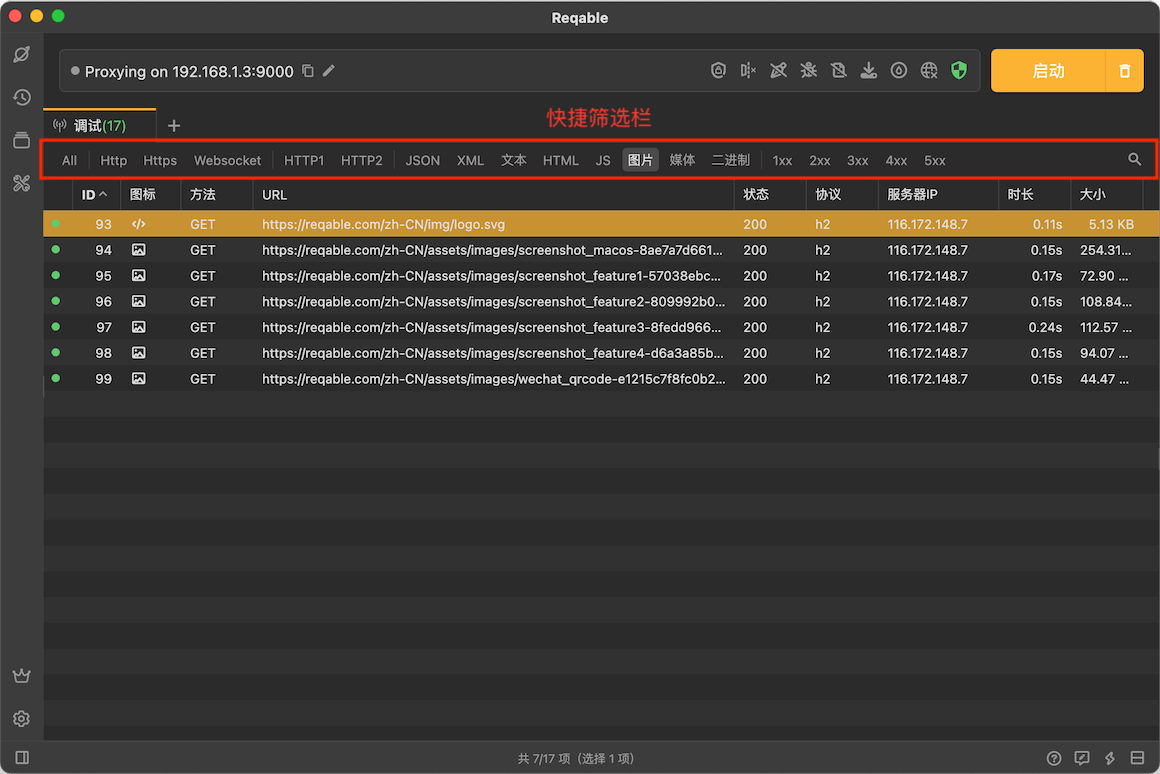 Reqable
Proxying on 192.168.1.3:9000
启动
调试(17)
快捷筛选栏
All Http Https Websocket HTTP1 HTTP2 JSON XML 文本 HTML JS 图片 媒体 二进制 1xx 2xx 3xx 4xx 5xx
ID 图标 方法 URL 状态 协议 服务器IP 时长 大小
93 GET https://reqable.com/zh-CN/img/logo.svg 200 h2 116.172.148.7 0.11s 5.13 KB
94 GET https://reqable.com/zh-CN/assets/images/screenshot_macos-8ae7a7d661... 200 h2 116.172.148.7 0.15s 254.31...
95 GET https://reqable.com/zh-CN/assets/images/screenshot_feature1-57038ebc... 200 h2 116.172.148.7 0.17s 72.90 ...
96 GET https://reqable.com/zh-CN/assets/images/screenshot_feature2-809992b0... 200 h2 116.172.148.7 0.15s 108.84...
97 GET https://reqable.com/zh-CN/assets/images/screenshot_feature3-8fedd966... 200 h2 116.172.148.7 0.24s 112.57 ...
98 GET https://reqable.com/zh-CN/assets/images/screenshot_feature4-d6a3a85b... 200 h2 116.172.148.7 0.15s 94.07 ...
99 GET https://reqable.com/zh-CN/assets/images/wechat_qrcode-e1215c7f8fc0b2... 200 h2 116.172.148.7 0.15s 44.47 ...
共 7/17 项（选择 1 项）